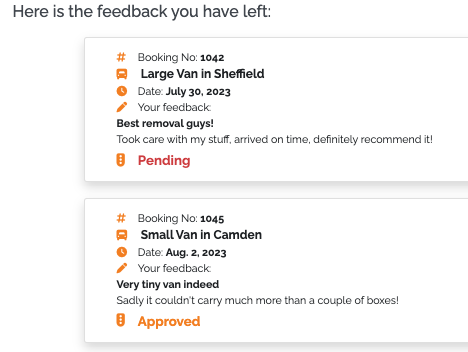 Here is the feedback you have left:
# Booking No: 1042
Large Van in Sheffield
Date: July 30, 2023
Your feedback:
Best removal guys!
Took care with my stuff, arrived on time, definitely recommend it!
Pending
# Booking No: 1045
Small Van in Camden
Date: Aug. 2, 2023
Your feedback:
Very tiny van indeed
Sadly it couldn't carry much more than a couple of boxes!
Approved